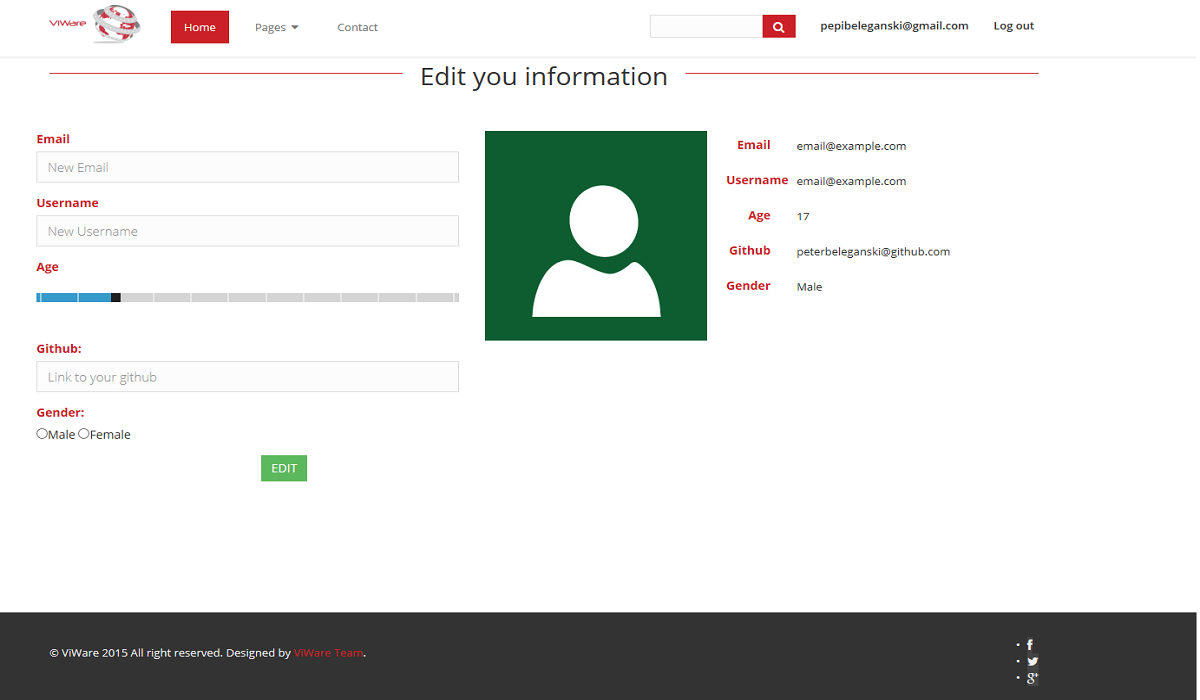 ViWare Home Pages Contact pepibeleganski@gmail.com Log out
Edit you information
Email
New Email
Username
New Username
Age
Github:
Link to your github
Gender:
Male Female
EDIT
Email email@example.com
Username email@example.com
Age 17
Github peterbeleganski@github.com
Gender Male
© ViWare 2015 All right reserved. Designed by ViWare Team.
f
g+